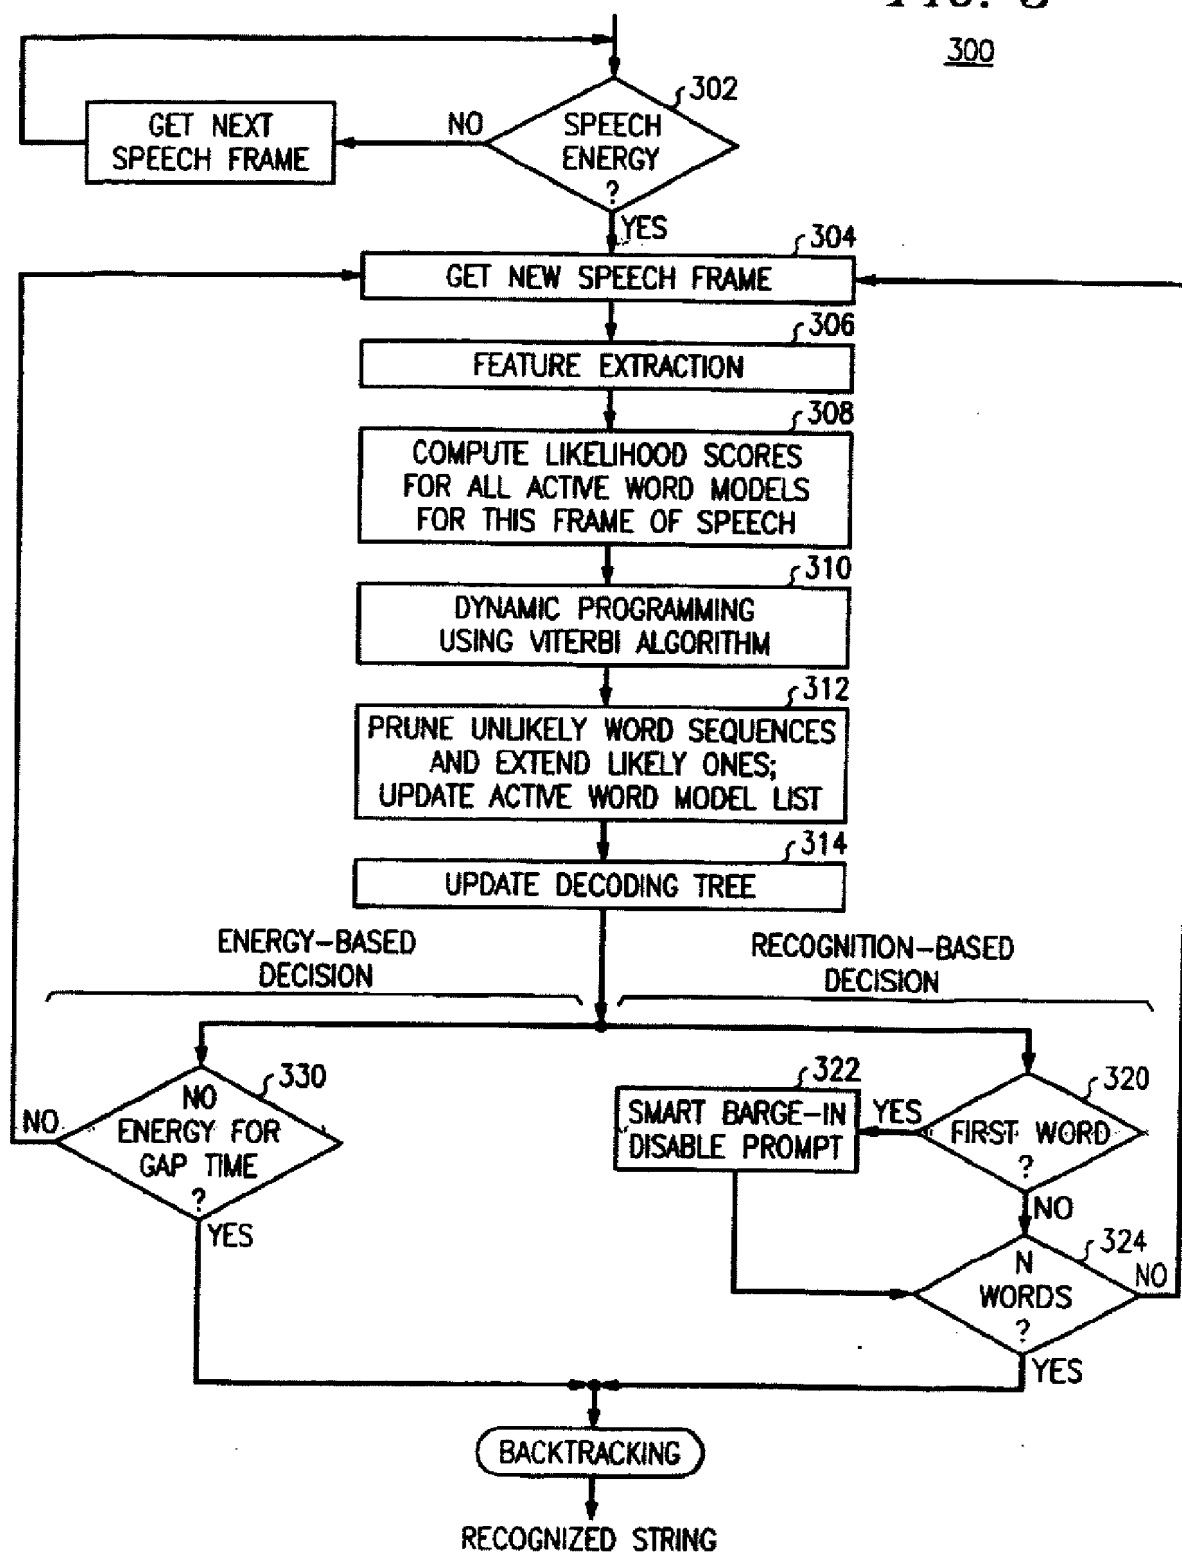 300
302
SPEECH
ENERGY
?
NO
GET NEXT
SPEECH FRAME
YES
304
GET NEW SPEECH FRAME
306
FEATURE EXTRACTION
308
COMPUTE LIKELIHOOD SCORES
FOR ALL ACTIVE WORD MODELS
FOR THIS FRAME OF SPEECH
310
DYNAMIC PROGRAMMING
USING VITERBI ALGORITHM
312
PRUNE UNLIKELY WORD SEQUENCES
AND EXTEND LIKELY ONES;
UPDATE ACTIVE WORD MODEL LIST
314
UPDATE DECODING TREE
ENERGY-BASED
DECISION
RECOGNITION-BASED
DECISION
330
NO
ENERGY FOR
GAP TIME
?
NO
YES
322
SMART BARGE-IN
DISABLE PROMPT
YES
320
FIRST WORD
?
NO
324
N
WORDS
?
NO
YES
BACKTRACKING
RECOGNIZED STRING